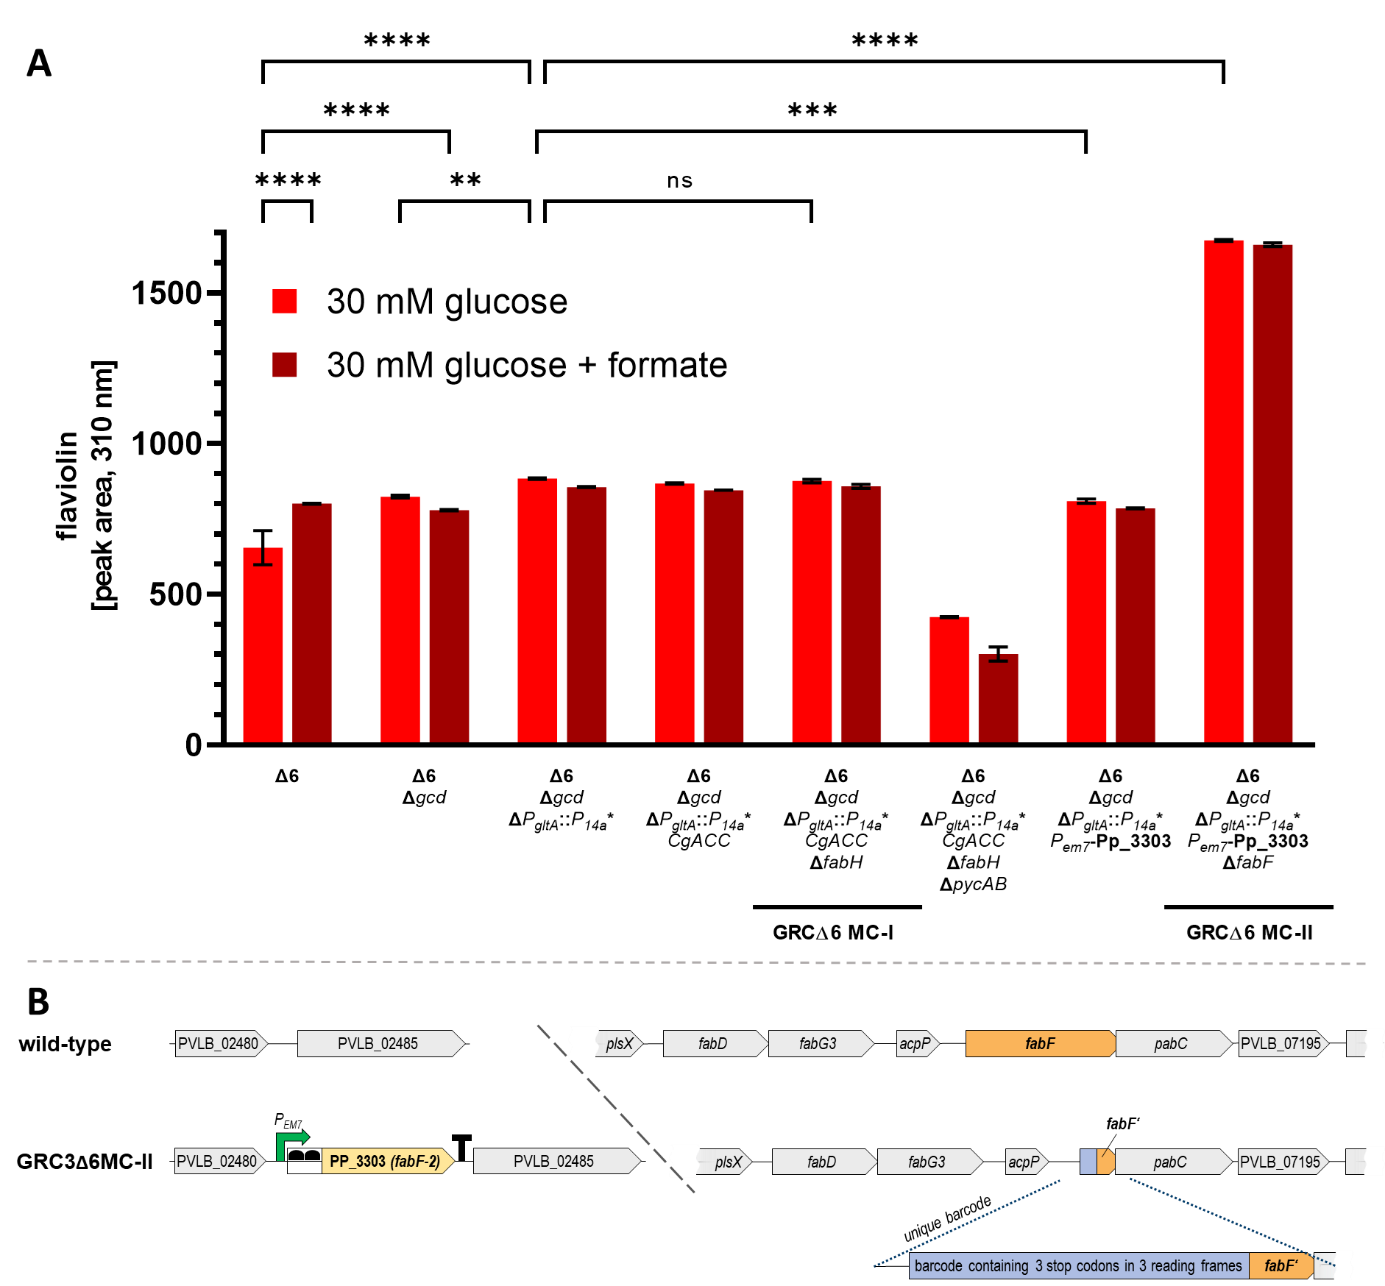 A
**** ****
**** ***
**** ** ns
1500
1000
500
0
flaviolin
[peak area, 310 nm]
30 mM glucose
30 mM glucose + formate
Δ6
Δ6
Δgcd
Δ6
Δgcd
ΔPgltA::P14a*
Δ6
Δgcd
ΔPgltA::P14a*
CgACC
Δ6
Δgcd
ΔPgltA::P14a*
CgACC
ΔfabH
Δ6
Δgcd
ΔPgltA::P14a*
CgACC
ΔfabH
ΔpycAB
Δ6
Δgcd
ΔPgltA::P14a*
Pem7-Pp_3303
Δ6
Δgcd
ΔPgltA::P14a*
Pem7-Pp_3303
ΔfabF
GRCΔ6 MC-I
GRCΔ6 MC-II
B
wild-type PVLB_02480 PVLB_02485 plsX fabD fabG3 acpP fabF pabC PVLB_07195
PEM7
fabF‘
GRC3Δ6MC-II PVLB_02480 PP_3303 (fabF-2) PVLB_02485 plsX fabD fabG3 acpP pabC PVLB_07195
unique barcode
barcode containing 3 stop codons in 3 reading frames fabF‘